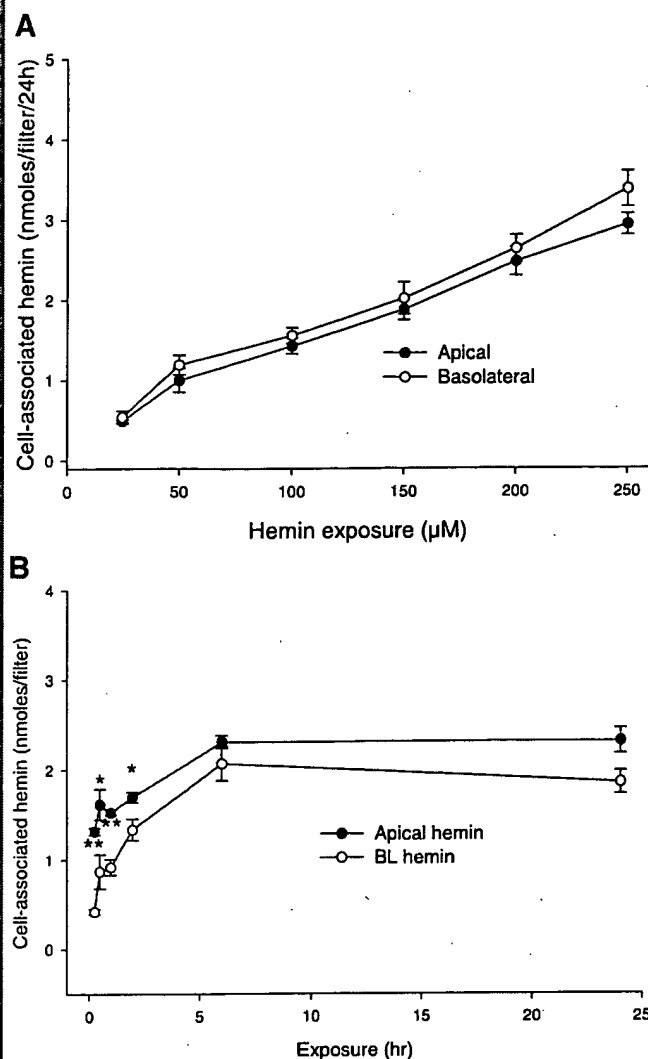 A
Cell-associated hemin (nmoles/filter/24h)
5
4
3
2
1
0
Apical
Basolateral
0 50 100 150 200 250
Hemin exposure (µM)
B
Cell-associated hemin (nmoles/filter)
4
3
2
1
0
*
*
**
**
Apical hemin
BL hemin
0 5 10 15 20 25
Exposure (hr)